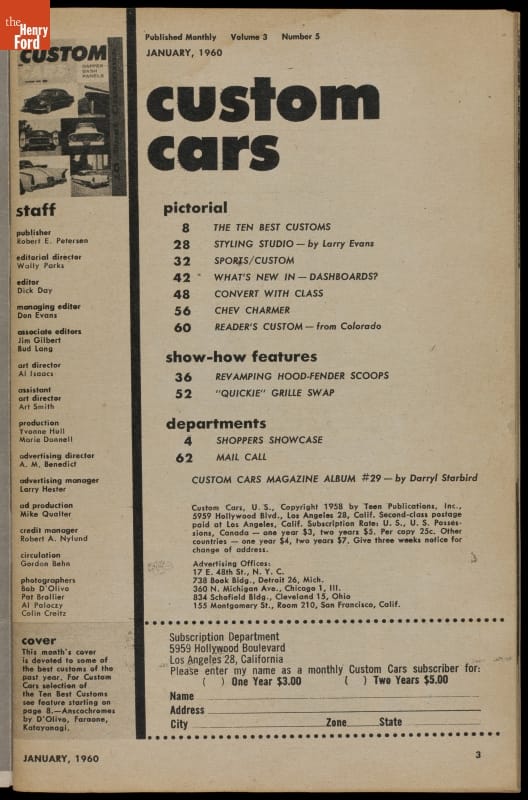 the
Henry
Ford
CUSTOM
DAMPER
DASH
PANELS
staff
publisher
Robert E. Petersen
editorial director
Wally Parks
editor
Dick Day
managing editor
Don Evans
associate editors
Jim Gilbert
Bud Lang
art director
Al Isaacs
assistant
art director
Art Smith
production
Yvonne Hull
Marie Donnell
advertising director
A. M. Benedict
advertising manager
Larry Hester
ad production
Mike Qualter
credit manager
Robert A. Nylund
circulation
Gordon Behn
photographers
Bob D'Olivo
Pat Brollier
Al Paloczy
Colin Creitz
cover
This month's cover
is devoted to some of
the best customs of the
past year. For Custom
Cars selection of
the Ten Best Customs
see feature starting on
page 8.—Anscochromes
by D'Olivo, Faraone,
Katayanagi.
JANUARY, 1960
Published Monthly Volume 3 Number 5
JANUARY, 1960
custom
cars
pictorial
8 THE TEN BEST CUSTOMS
28 STYLING STUDIO — by Larry Evans
32 SPORTS/CUSTOM
42 WHAT'S NEW IN — DASHBOARDS?
48 CONVERT WITH CLASS
56 CHEV CHARMER
60 READER'S CUSTOM — from Colorado
show-how features
36 REVAMPING HOOD-FENDER SCOOPS
52 "QUICKIE" GRILLE SWAP
departments
4 SHOPPERS SHOWCASE
62 MAIL CALL
CUSTOM CARS MAGAZINE ALBUM #29 — by Darryl Starbird
Custom Cars, U. S., Copyright 1958 by Teen Publications, Inc.,
5959 Hollywood Blvd., Los Angeles 28, Calif. Second-class postage
paid at Los Angeles, Calif. Subscription Rate: U. S., U. S. Posses-
sions, Canada — one year $3, two years $5. Per copy 25c. Other
countries — one year $4, two years $7. Give three weeks notice for
change of address.
Advertising Offices:
17 E. 48th St., N. Y. C.
738 Book Bldg., Detroit 26, Mich.
360 N. Michigan Ave., Chicago 1, Ill.
834 Schofield Bldg., Cleveland 15, Ohio
155 Montgomery St., Room 210, San Francisco, Calif.
Subscription Department
5959 Hollywood Boulevard
Los Angeles 28, California
Please enter my name as a monthly Custom Cars subscriber for:
( ) One Year $3.00 ( ) Two Years $5.00
Name
Address
City Zone State
3